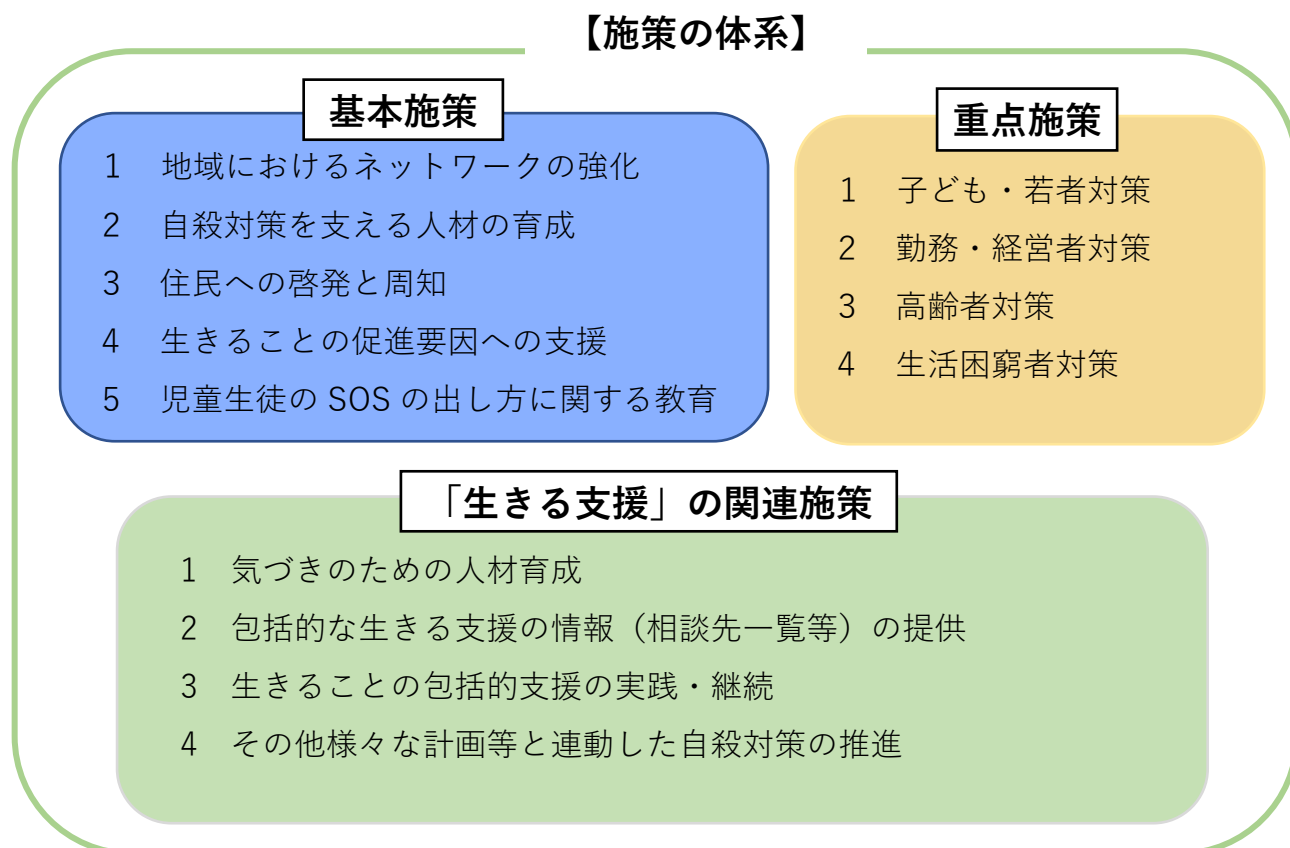 【施策の体系】
基本施策
1 地域におけるネットワークの強化
2 自殺対策を支える人材の育成
3 住民への啓発と周知
4 生きることの促進要因への支援
5 児童生徒の SOS の出し方に関する教育
重点施策
1 子ども・若者対策
2 勤務・経営者対策
3 高齢者対策
4 生活困窮者対策
「生きる支援」の関連施策
1 気づきのための人材育成
2 包括的な生きる支援の情報（相談先一覧等）の提供
3 生きることの包括的支援の実践・継続
4 その他様々な計画等と連動した自殺対策の推進